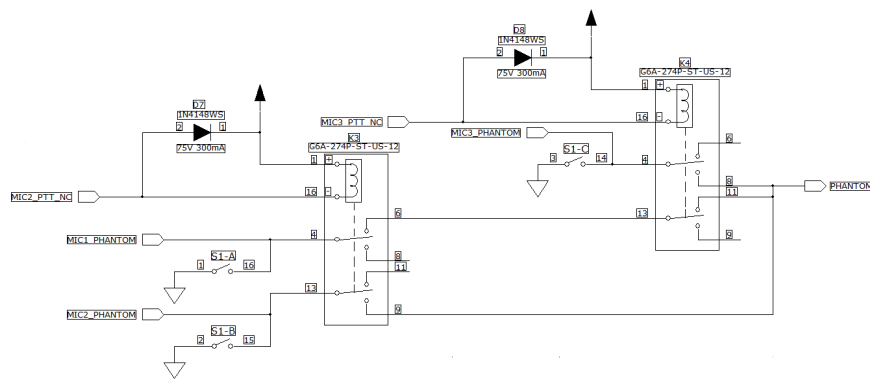 D8
1N4148WS
2 1
75V 300mA
K4
G6A-274P-ST-US-12
1 +
16 -
MIC3_PTT_NC
MIC3_PHANTOM
S1-C
3 14
4
6
8
11
13
9
PHANTOM
D7
1N4148WS
2 1
75V 300mA
K3
G6A-274P-ST-US-12
1 +
16 -
MIC2_PTT_NC
MIC1_PHANTOM
4
6
S1-A
1 16
8
11
13
MIC2_PHANTOM
9
S1-B
2 15